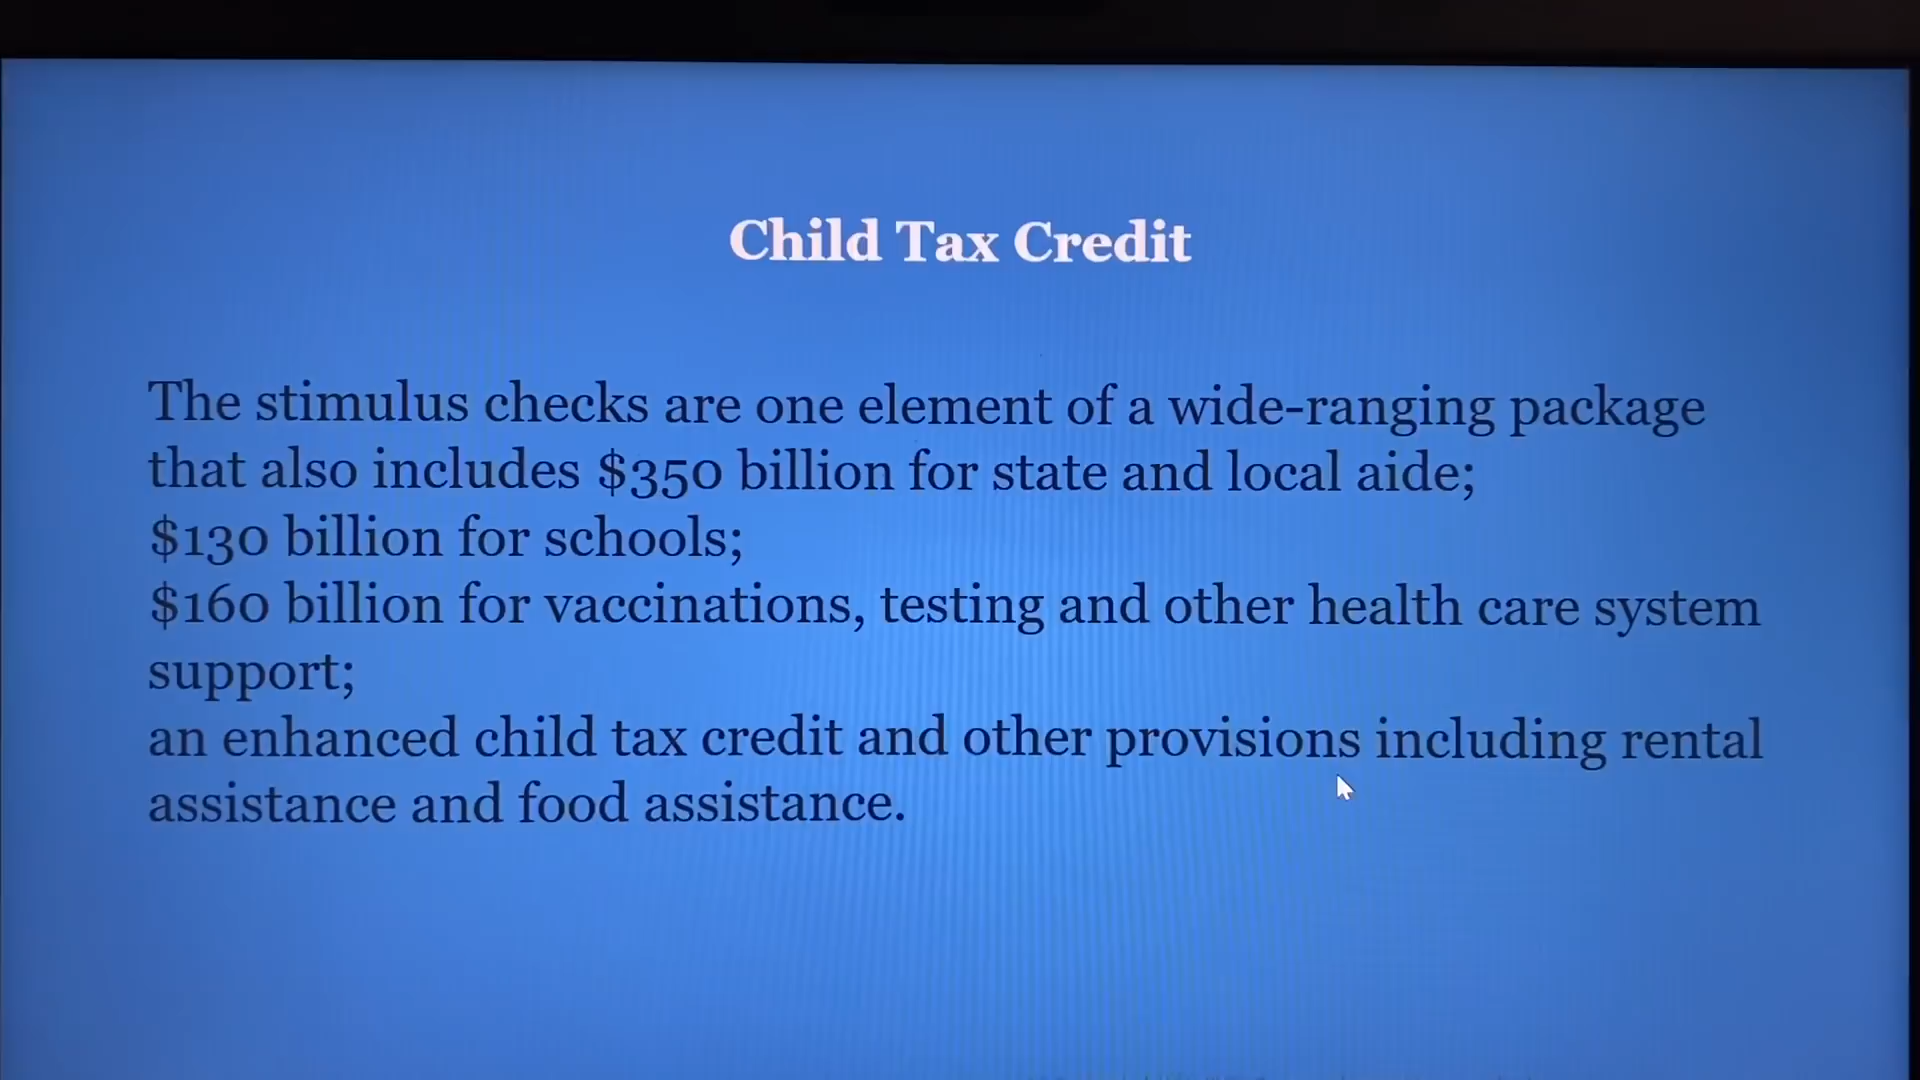 Child Tax Credit
The stimulus checks are one element of a wide-ranging package
that also includes $350 billion for state and local aide;
$130 billion for schools;
$160 billion for vaccinations, testing and other health care system
support;
an enhanced child tax credit and other provisions including rental
assistance and food assistance.